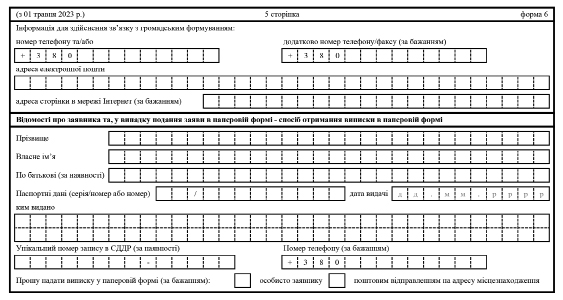 (з 01 травня 2023 р.) 5 сторінка форма 6
Інформація для здійснення зв’язку з громадським формуванням:
номер телефону та/або додатково номер телефону/факсу (за бажанням)
+ 3 8 0 + 3 8 0
адреса електронної пошти
адреса сторінки в мережі Інтернет (за бажанням)
Відомості про заявника та, у випадку подання заяви в паперовій формі - спосіб отримання виписки в паперовій формі
Прізвище
Власне ім’я
По батькові (за наявності)
Паспортні дані (серія/номер або номер) / дата видачі д д . м м . р р р р
ким видано
Унікальний номер запису в ЄДДР (за наявності) Номер телефону (за бажанням)
- + 3 8 0
Прошу надати виписку у паперовій формі (за бажанням): особисто заявнику поштовим відправленням на адресу місцезнаходження